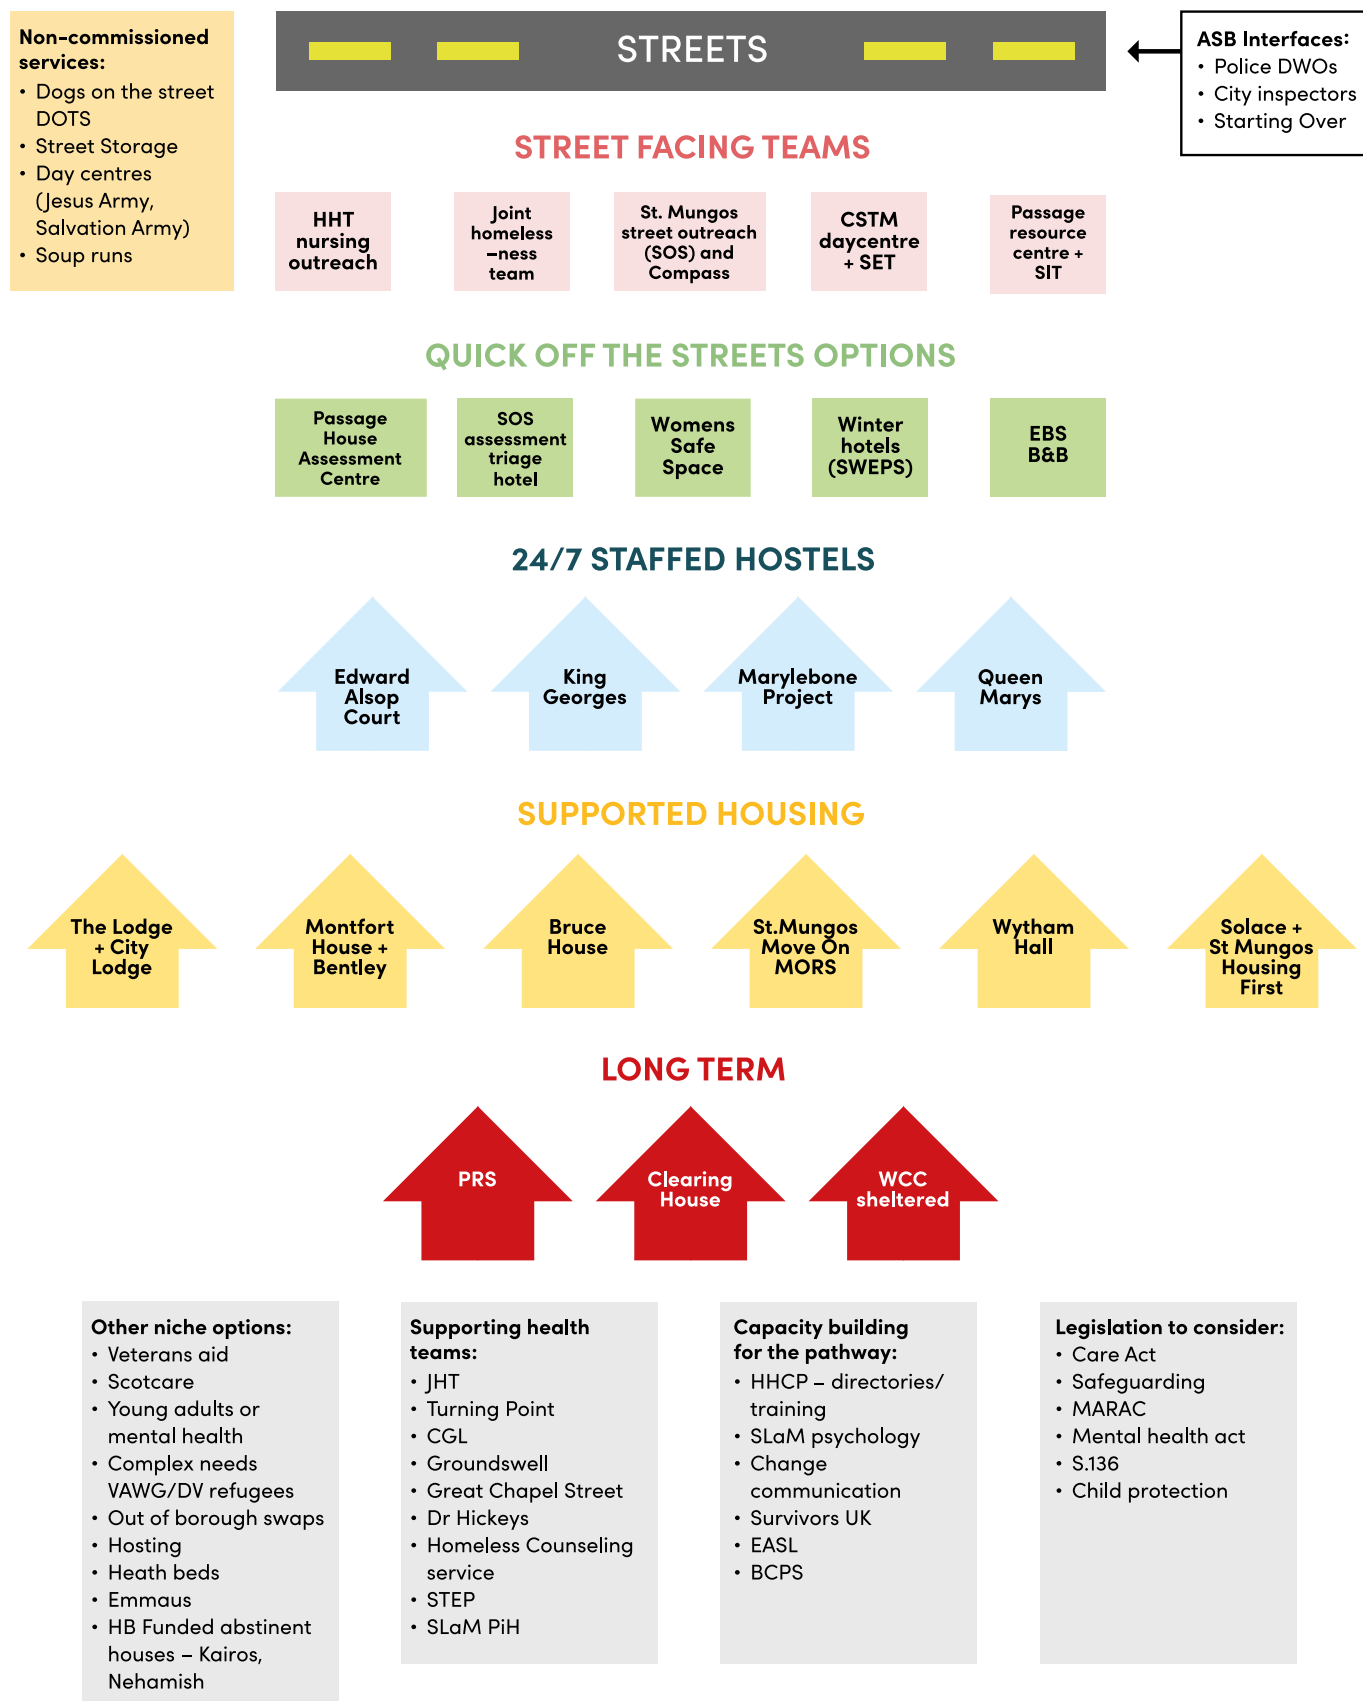 Non-commissioned
services:
• Dogs on the street
DOTS
• Street Storage
• Day centres
(Jesus Army,
Salvation Army)
• Soup runs
STREETS
ASB Interfaces:
• Police DWOs
• City inspectors
• Starting Over
STREET FACING TEAMS
HHT
nursing
outreach
Joint
homeless
–ness
team
St. Mungos
street outreach
(SOS) and
Compass
CSTM
daycentre
+ SET
Passage
resource
centre +
SIT
QUICK OFF THE STREETS OPTIONS
Passage
House
Assessment
Centre
SOS
assessment
triage
hotel
Womens
Safe
Space
Winter
hotels
(SWEPS)
EBS
B&B
24/7 STAFFED HOSTELS
Edward
Alsop
Court
King
Georges
Marylebone
Project
Queen
Marys
SUPPORTED HOUSING
The Lodge
+ City
Lodge
Montfort
House +
Bentley
Bruce
House
St.Mungos
Move On
MORS
Wytham
Hall
Solace +
St Mungos
Housing
First
LONG TERM
PRS
Clearing
House
WCC
sheltered
Other niche options:
• Veterans aid
• Scotcare
• Young adults or
mental health
• Complex needs
VAWG/DV refugees
• Out of borough swaps
• Hosting
• Heath beds
• Emmaus
• HB Funded abstinent
houses – Kairos,
Nehamish
Supporting health
teams:
• JHT
• Turning Point
• CGL
• Groundswell
• Great Chapel Street
• Dr Hickeys
• Homeless Counseling
service
• STEP
• SLaM PiH
Capacity building
for the pathway:
• HHCP – directories/
training
• SLaM psychology
• Change
communication
• Survivors UK
• EASL
• BCPS
Legislation to consider:
• Care Act
• Safeguarding
• MARAC
• Mental health act
• S.136
• Child protection